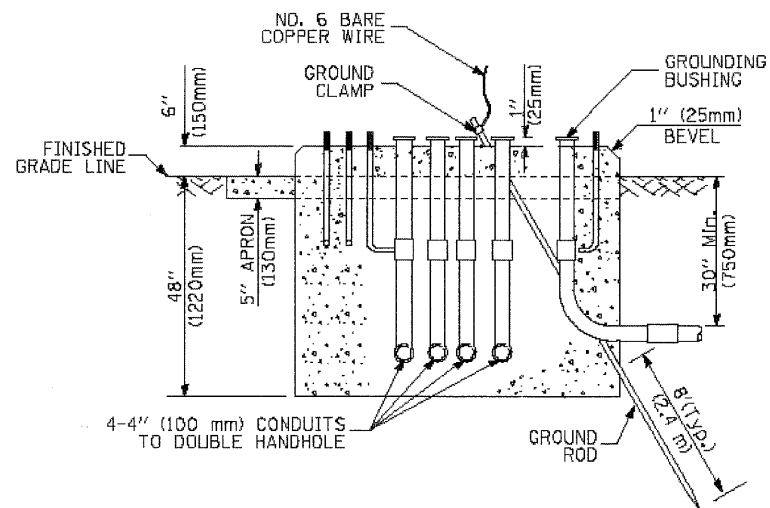 NO. 6 BARE
COPPER WIRE
GROUND
CLAMP
GROUNDING
BUSHING
6"
(150mm)
1"
(25mm)
1" (25mm)
BEVEL
FINISHED
GRADE LINE
48"
(1220mm)
5" APRON
(130mm)
30" Min.
(750mm)
4-4" (100 mm) CONDUITS
TO DOUBLE HANDHOLE
GROUND
ROD
8'(Typ.)
(2.4 m)